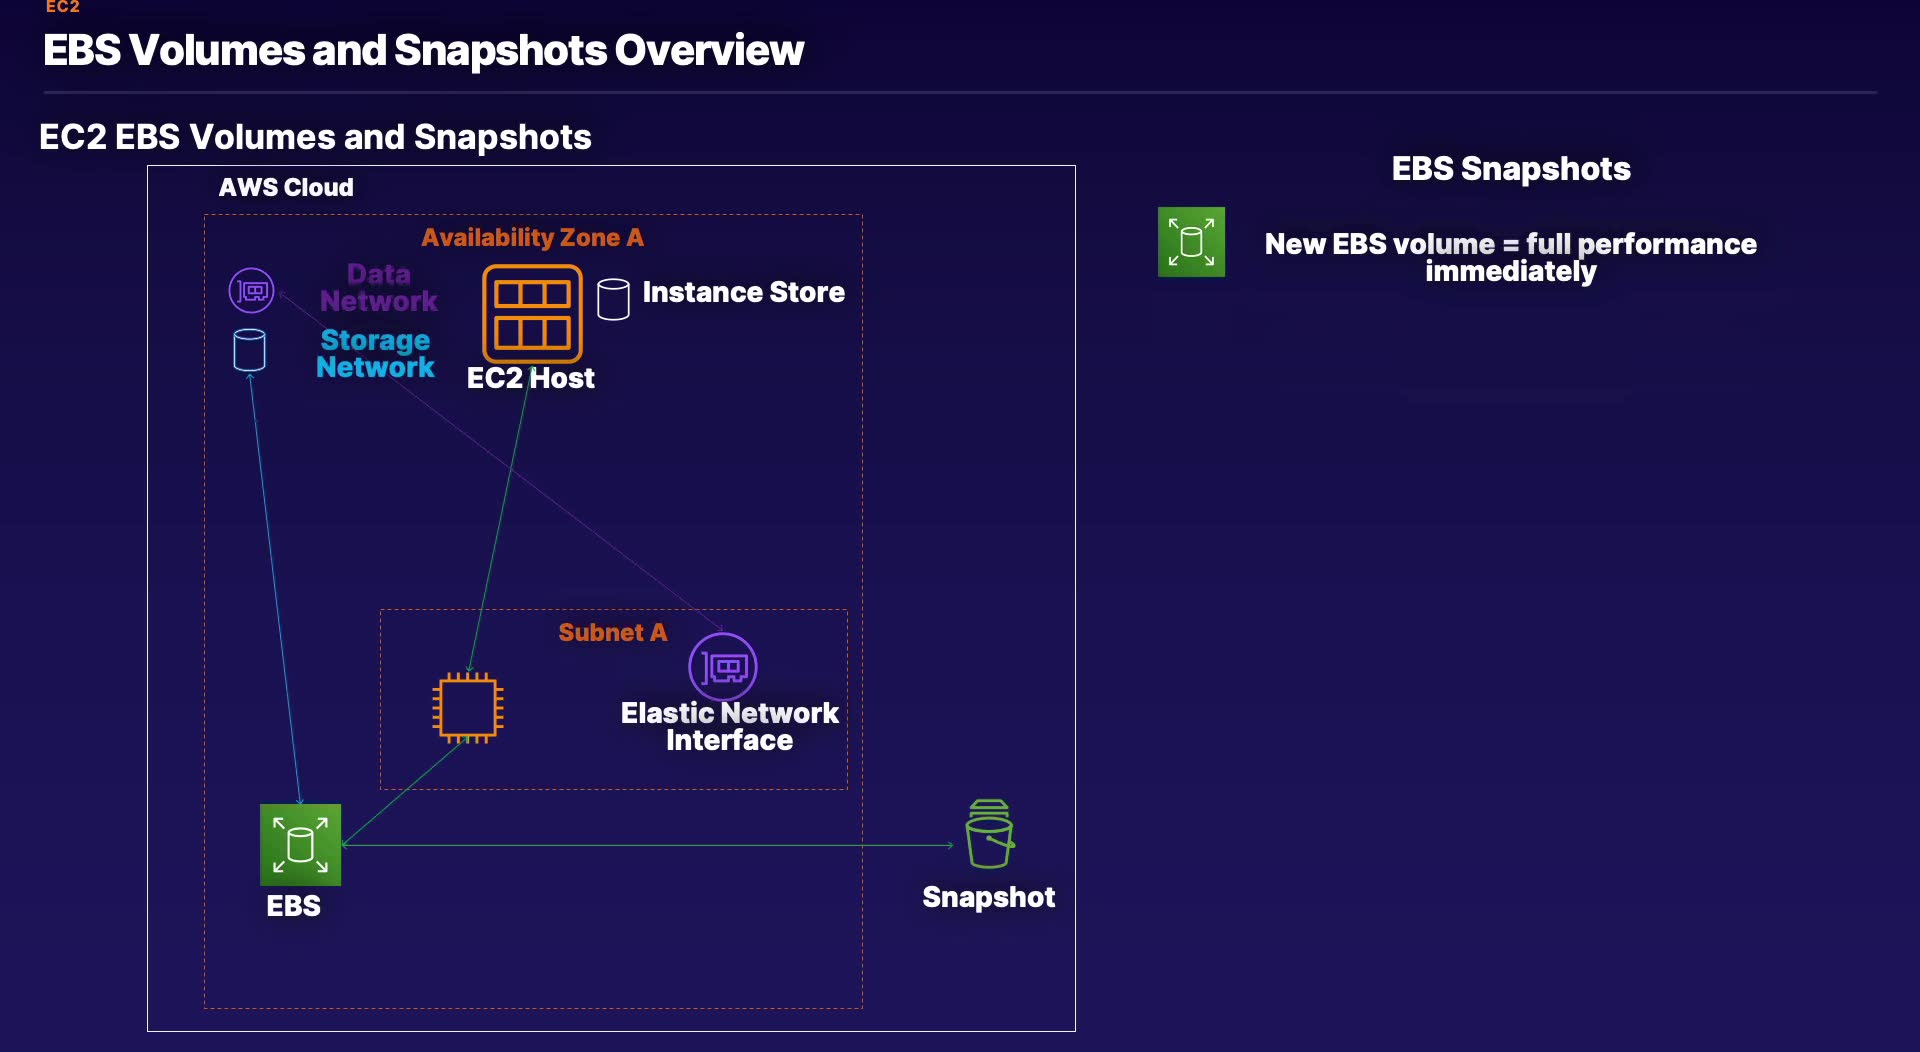 EC2
EBS Volumes and Snapshots Overview
EC2 EBS Volumes and Snapshots
AWS Cloud
Availability Zone A
Data
Network
Storage
Network
EC2 Host
Instance Store
Subnet A
Elastic Network
Interface
EBS
Snapshot
EBS Snapshots
New EBS volume = full performance
immediately